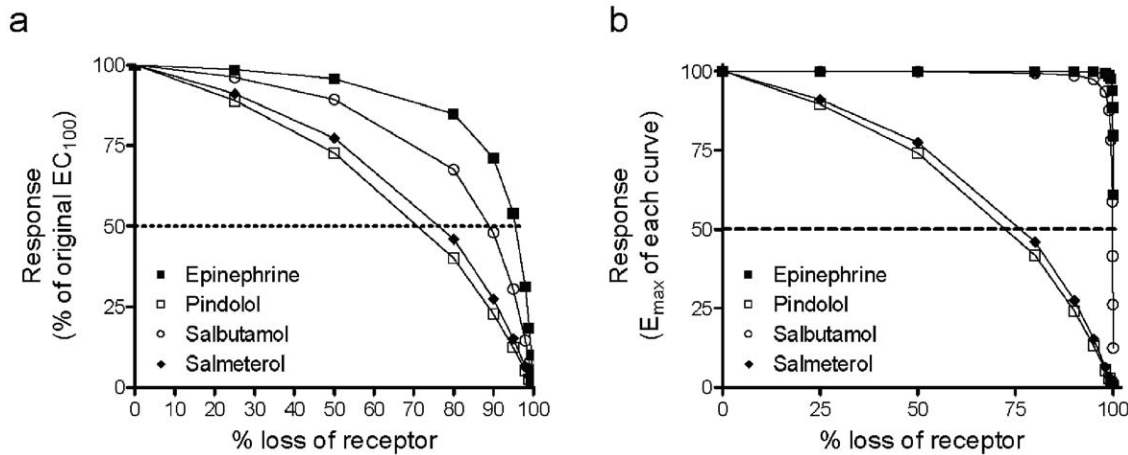 a
Response
(% of original EC100)
100
75
50
25
0
Epinephrine
Pindolol
Salbutamol
Salmeterol
0 10 20 30 40 50 60 70 80 90 100
% loss of receptor
b
Response
(Emax of each curve)
100
75
50
25
0
Epinephrine
Pindolol
Salbutamol
Salmeterol
0 25 50 75 100
% loss of receptor